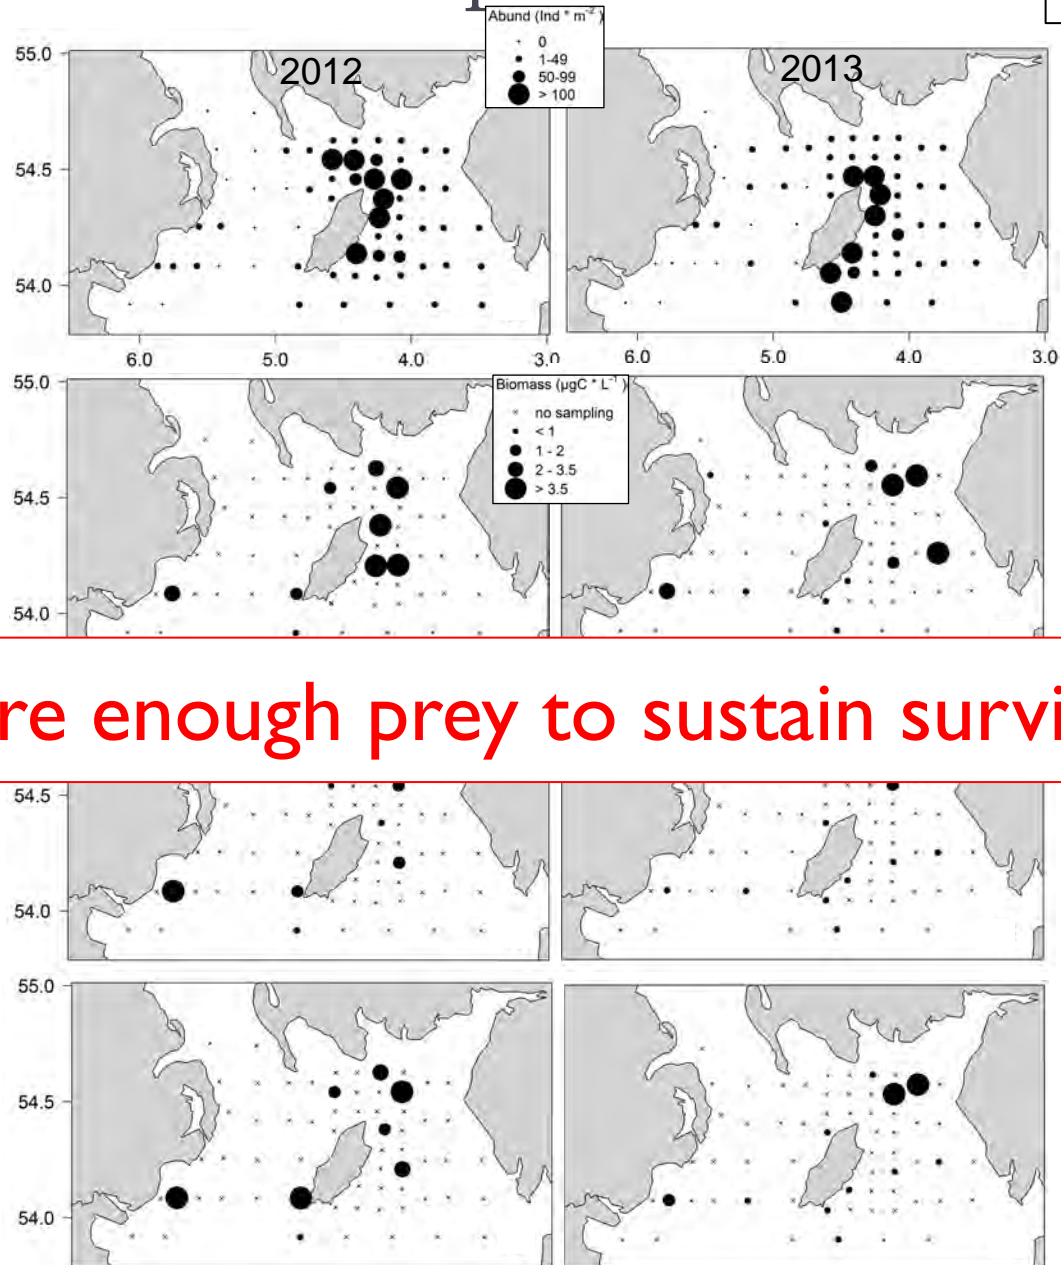 Abund (Ind * m⁻²)
0
1-49
50-99
> 100
2012
2013
55.0
54.5
54.0
6.0 5.0 4.0 3.0
6.0 5.0 4.0 3.0
Biomass (µgC * L⁻¹)
no sampling
< 1
1 - 2
2 - 3.5
> 3.5
55.0
54.5
54.0
re enough prey to sustain survi
54.5
54.0
55.0
54.5
54.0